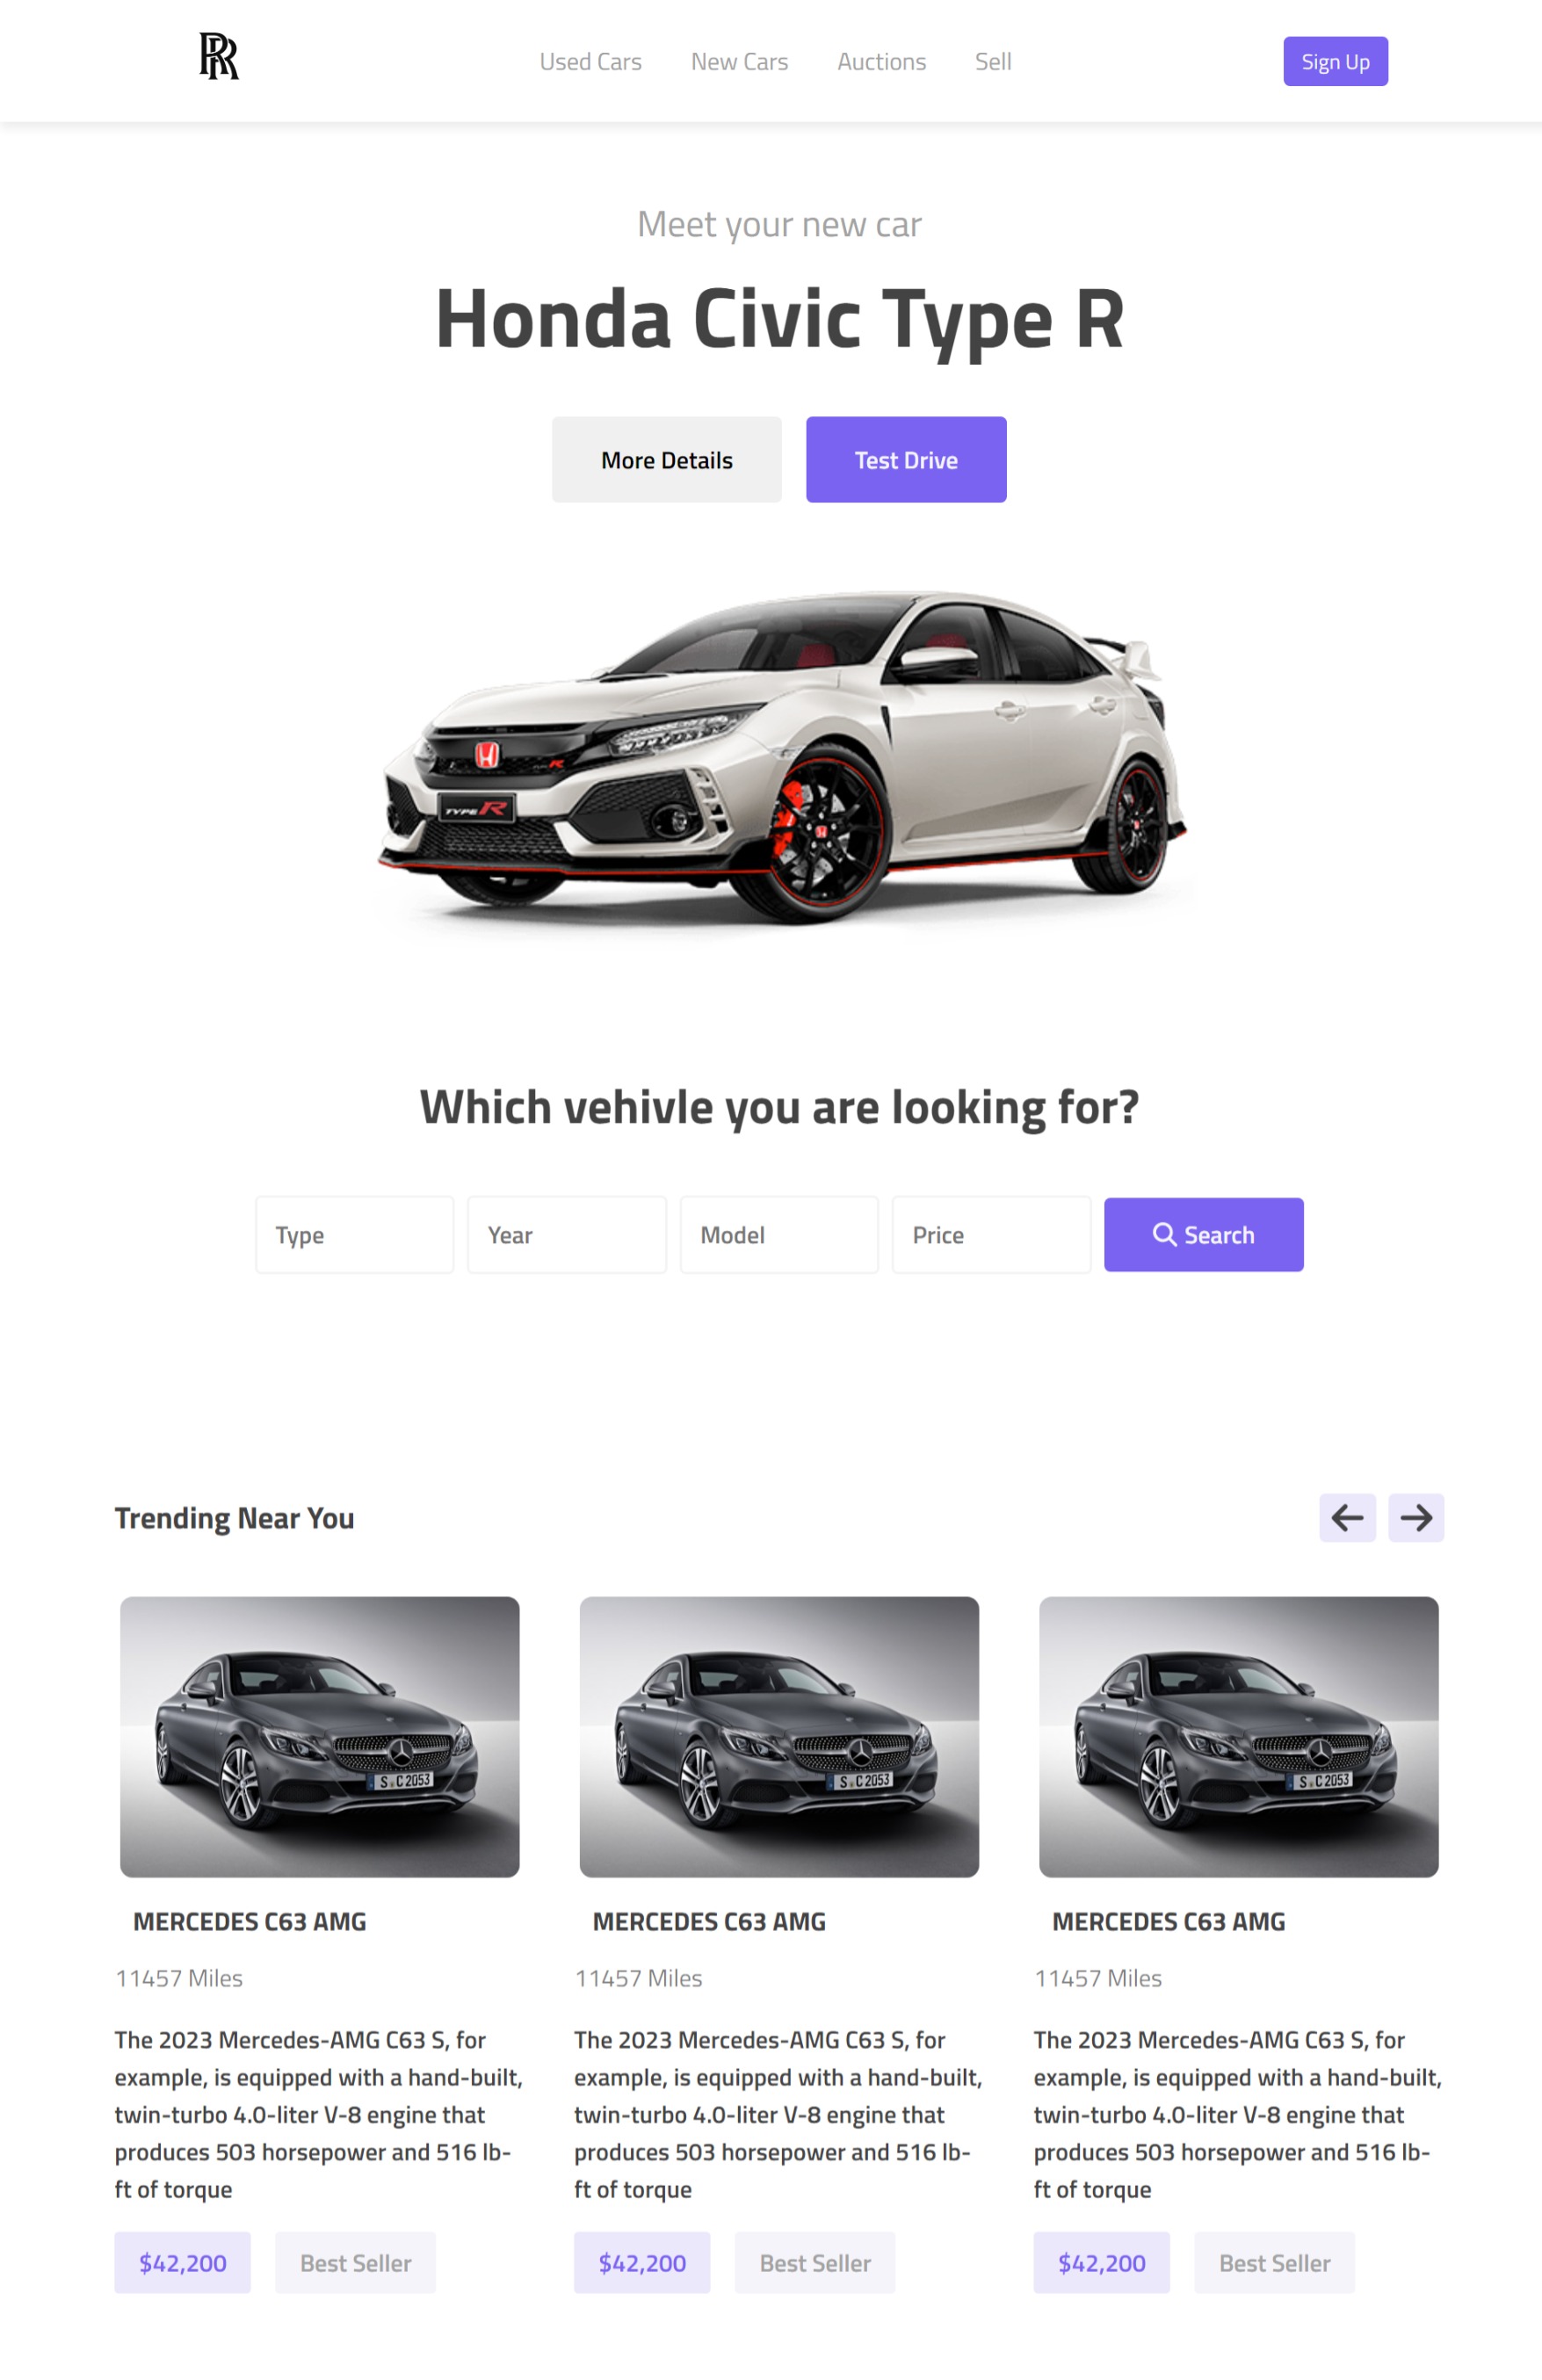 RR
Used Cars New Cars Auctions Sell Sign Up
Meet your new car
Honda Civic Type R
More Details Test Drive
TYPE R
TYPE R
Which vehivle you are looking for?
Type Year Model Price Search
Trending Near You
S C 2053 S C 2053 S C 2053
MERCEDES C63 AMG
11457 Miles
The 2023 Mercedes-AMG C63 S, for
example, is equipped with a hand-built,
twin-turbo 4.0-liter V-8 engine that
produces 503 horsepower and 516 lb-
ft of torque
$42,200 Best Seller
MERCEDES C63 AMG
11457 Miles
The 2023 Mercedes-AMG C63 S, for
example, is equipped with a hand-built,
twin-turbo 4.0-liter V-8 engine that
produces 503 horsepower and 516 lb-
ft of torque
$42,200 Best Seller
MERCEDES C63 AMG
11457 Miles
The 2023 Mercedes-AMG C63 S, for
example, is equipped with a hand-built,
twin-turbo 4.0-liter V-8 engine that
produces 503 horsepower and 516 lb-
ft of torque
$42,200 Best Seller